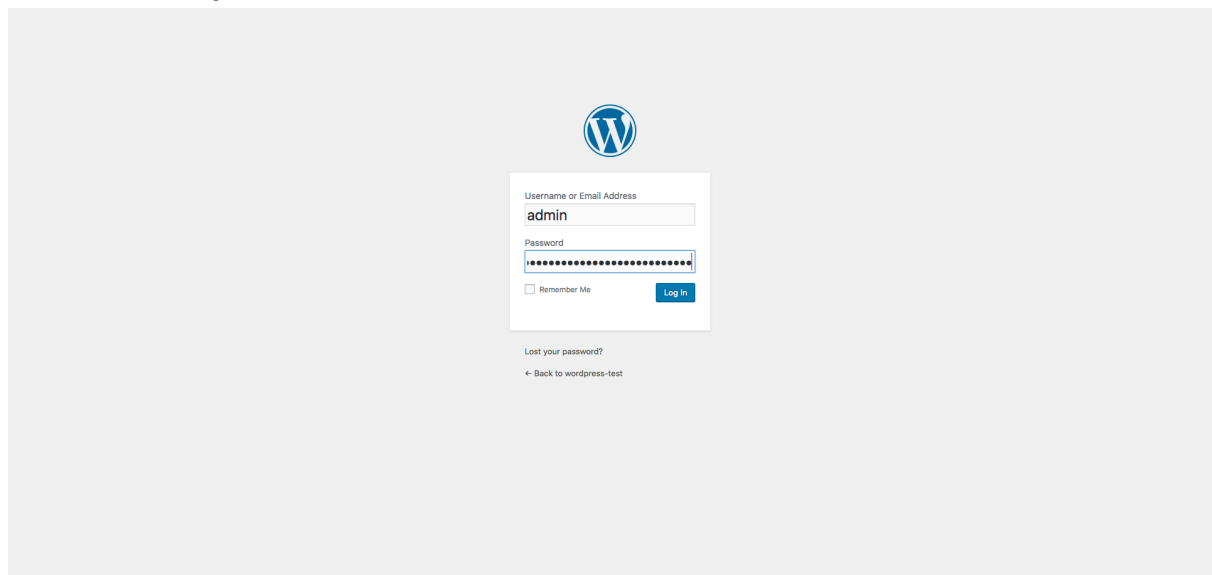 Username or Email Address
admin
Password
Remember Me
Log In
Lost your password?
← Back to wordpress-test